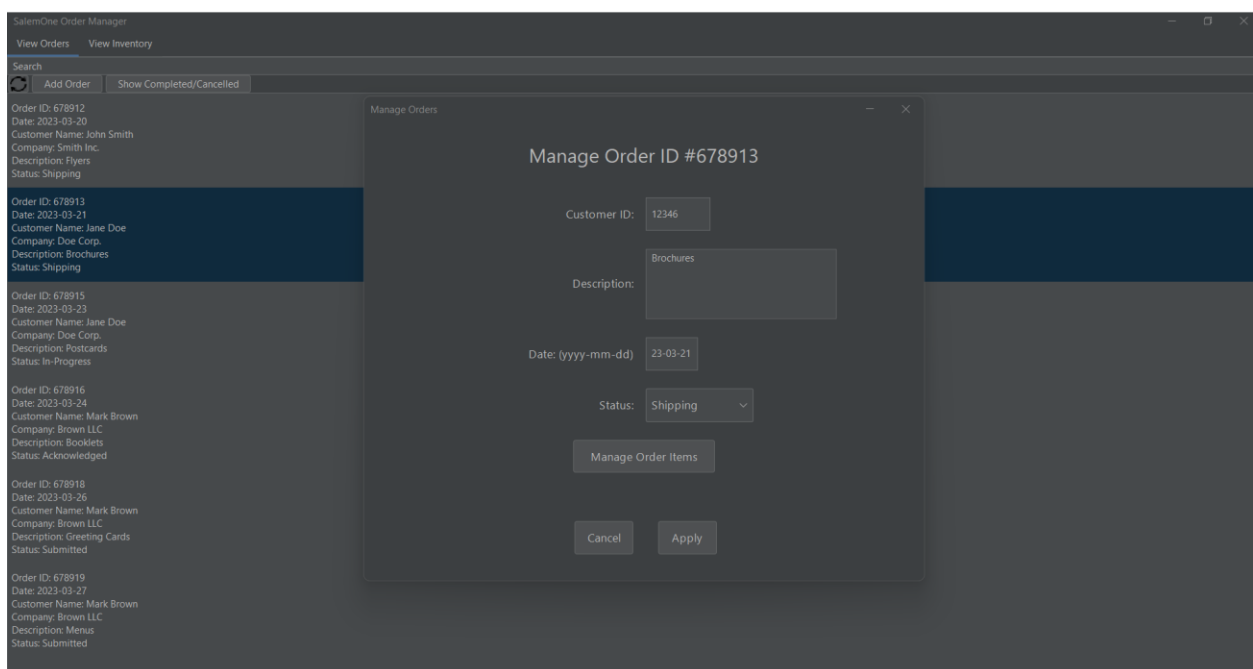 SalemOne Order Manager
View Orders View Inventory
Search
Add Order Show Completed/Cancelled
Order ID: 678912
Date: 2023-03-20
Customer Name: John Smith
Company: Smith Inc.
Description: Flyers
Status: Shipping
Order ID: 678913
Date: 2023-03-21
Customer Name: Jane Doe
Company: Doe Corp.
Description: Brochures
Status: Shipping
Order ID: 678915
Date: 2023-03-23
Customer Name: Jane Doe
Company: Doe Corp.
Description: Postcards
Status: In-Progress
Order ID: 678916
Date: 2023-03-24
Customer Name: Mark Brown
Company: Brown LLC
Description: Booklets
Status: Acknowledged
Order ID: 678918
Date: 2023-03-26
Customer Name: Mark Brown
Company: Brown LLC
Description: Greeting Cards
Status: Submitted
Order ID: 678919
Date: 2023-03-27
Customer Name: Mark Brown
Company: Brown LLC
Description: Menus
Status: Submitted
Manage Orders
Manage Order ID #678913
Customer ID: 12346
Description: Brochures
Date: (yyyy-mm-dd) 23-03-21
Status: Shipping
Manage Order Items
Cancel Apply